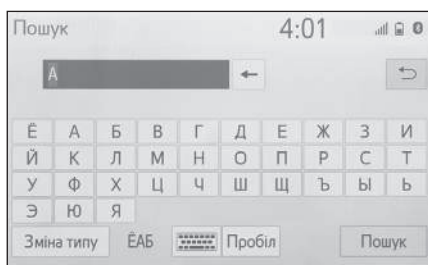 Пошук 4:01
А
Ё А Б В Г Д Е Ж З И
Й К Л М Н О П Р С Т
У Ф Х Ц Ч Ш Щ Ъ Ы Ь
Э Ю Я
Зміна типу ЁАБ Пробіл Пошук